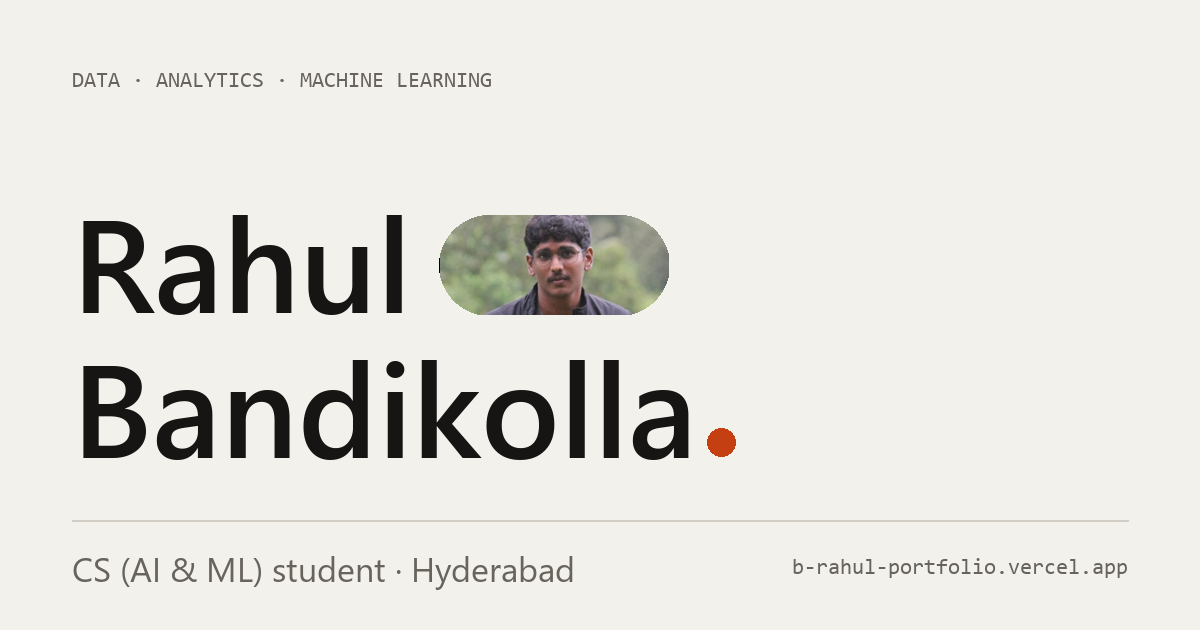 DATA · ANALYTICS · MACHINE LEARNING
Rahul
Bandikolla.
CS (AI & ML) student · Hyderabad
b-rahul-portfolio.vercel.app